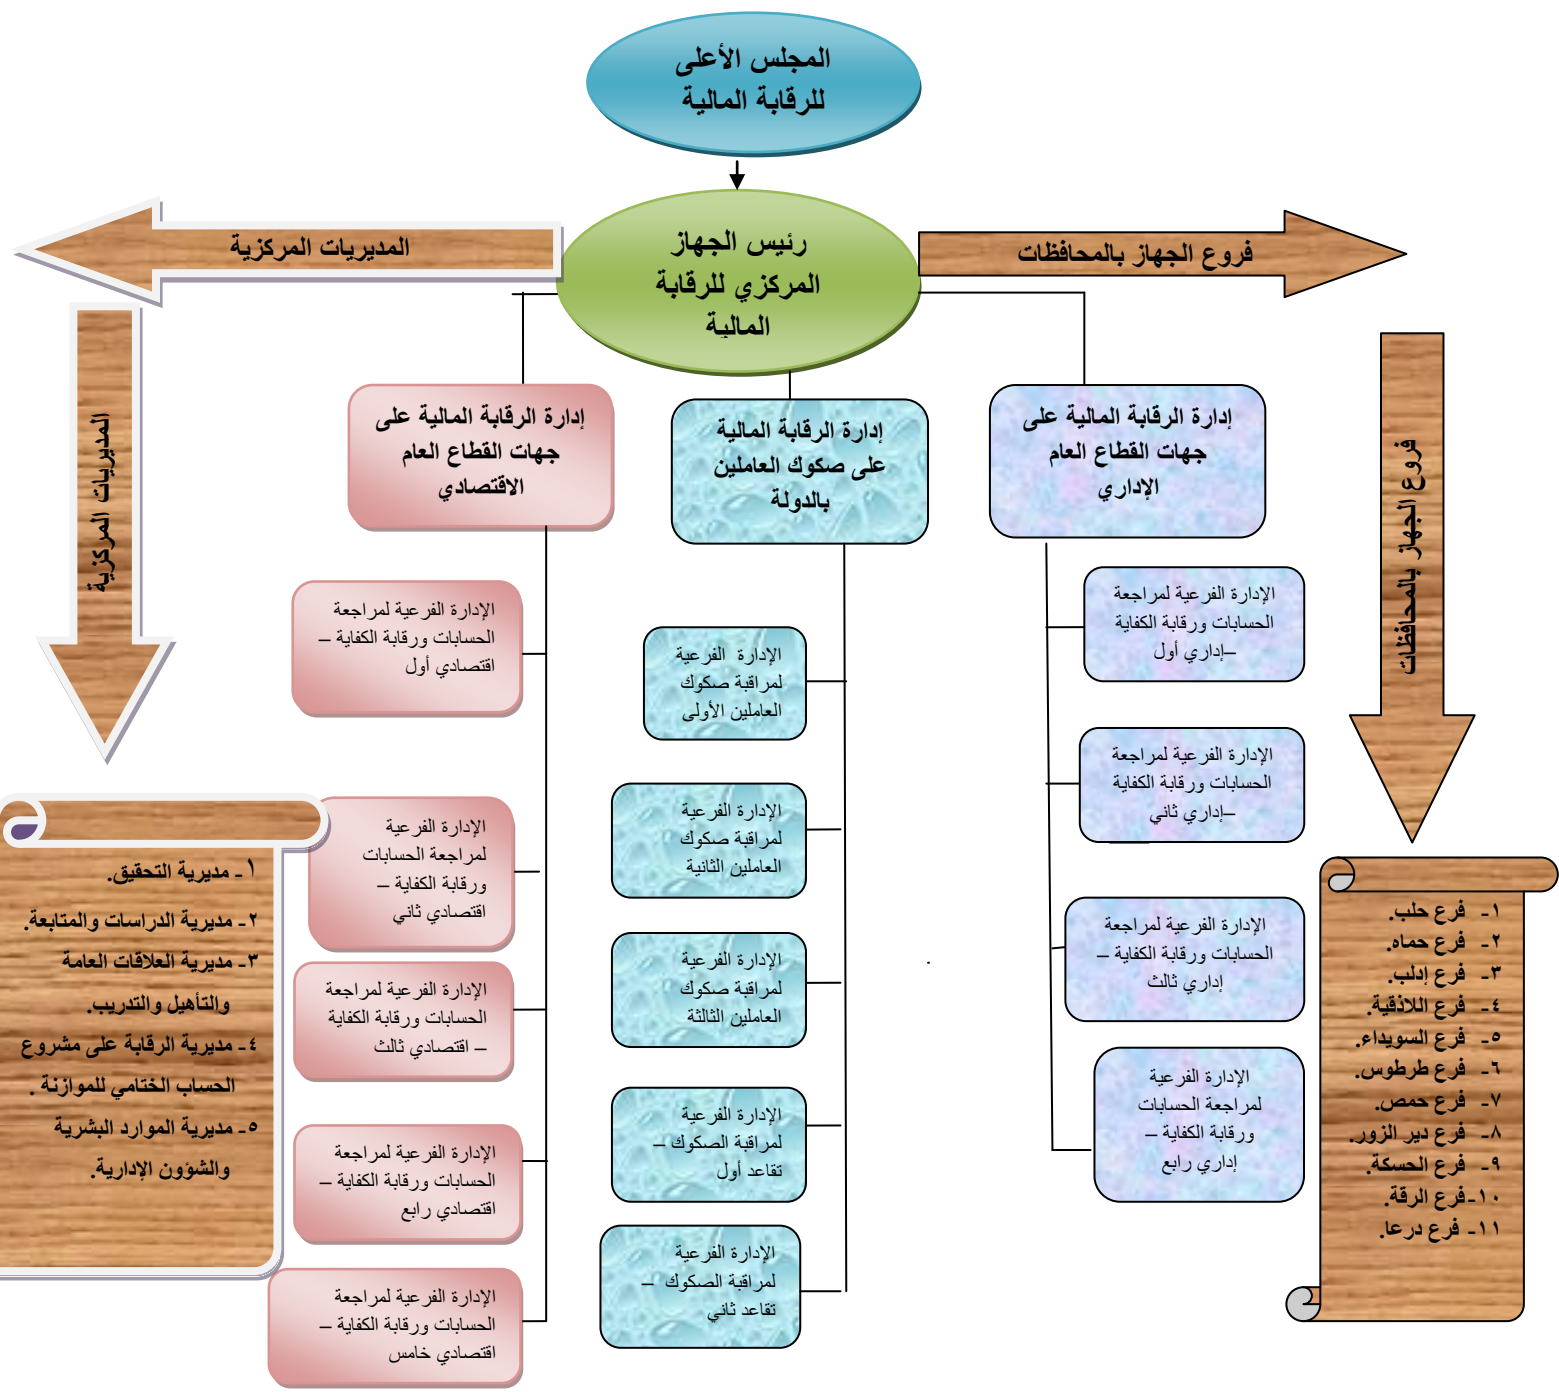 المجلس الأعلى
للرقابة المالية
رئيس الجهاز
المركزي للرقابة
المالية
فروع الجهاز بالمحافظات
المديريات المركزية
فروع الجهاز بالمحافظات
١- فرع حلب.
٢- فرع حماه.
٣- فرع إدلب.
٤- فرع اللاذقية.
٥- فرع السويداء.
٦- فرع طرطوس.
٧- فرع حمص.
٨- فرع دير الزور.
٩- فرع الحسكة.
١٠- فرع الرقة.
١١- فرع درعا.
إدارة الرقابة المالية على
جهات القطاع العام
الإداري
الإدارة الفرعية لمراجعة
الحسابات ورقابة الكفاية
–إداري أول
الإدارة الفرعية لمراجعة
الحسابات ورقابة الكفاية
–إداري ثاني
الإدارة الفرعية لمراجعة
الحسابات ورقابة الكفاية –
إداري ثالث
الإدارة الفرعية
لمراجعة الحسابات
ورقابة الكفاية –
إداري رابع
إدارة الرقابة المالية
على صكوك العاملين
بالدولة
الإدارة الفرعية
لمراقبة صكوك
العاملين الأولى
الإدارة الفرعية
لمراقبة صكوك
العاملين الثانية
الإدارة الفرعية
لمراقبة صكوك
العاملين الثالثة
الإدارة الفرعية
لمراقبة الصكوك –
تقاعد أول
الإدارة الفرعية
لمراقبة الصكوك –
تقاعد ثاني
إدارة الرقابة المالية على
جهات القطاع العام
الاقتصادي
الإدارة الفرعية لمراجعة
الحسابات ورقابة الكفاية –
اقتصادي أول
الإدارة الفرعية
لمراجعة الحسابات
ورقابة الكفاية –
اقتصادي ثاني
الإدارة الفرعية لمراجعة
الحسابات ورقابة الكفاية
– اقتصادي ثالث
الإدارة الفرعية لمراجعة
الحسابات ورقابة الكفاية –
اقتصادي رابع
الإدارة الفرعية لمراجعة
الحسابات ورقابة الكفاية –
اقتصادي خامس
المديريات المركزية
١- مديرية التحقيق.
٢- مديرية الدراسات والمتابعة.
٣- مديرية العلاقات العامة
والتأهيل والتدريب.
٤- مديرية الرقابة على مشروع
الحساب الختامي للموازنة .
٥- مديرية الموارد البشرية
والشؤون الإدارية.